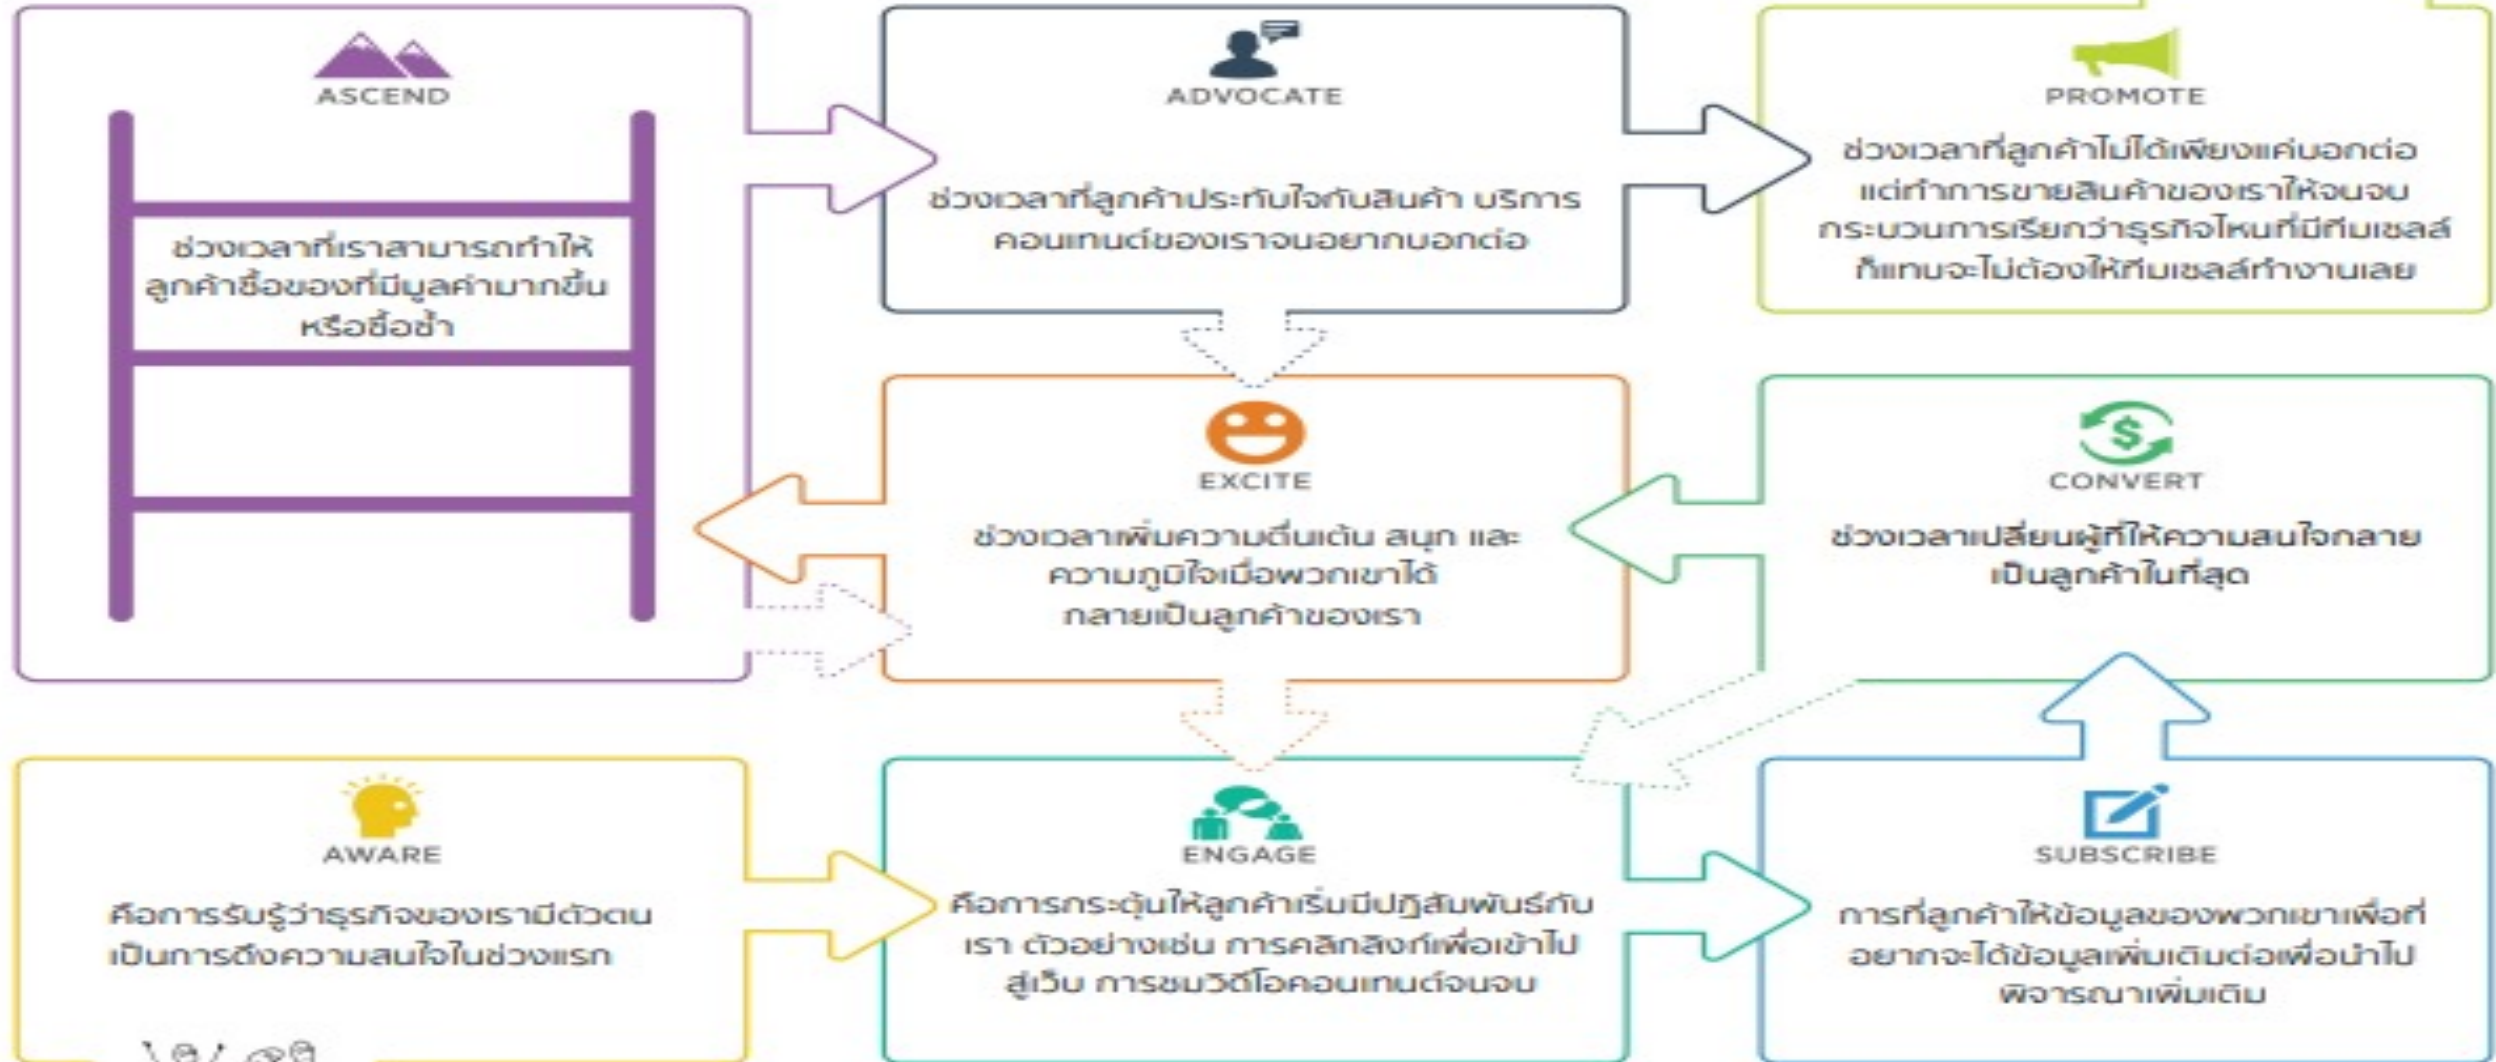 ASCEND
ช่วงเวลาที่เราสามารถทำให้
ลูกค้าซื้อของที่มีมูลค่ามากขึ้น
หรือซื้อซ้ำ
ADVOCATE
ช่วงเวลาที่ลูกค้าประทับใจกับสินค้า บริการ
คอนเทนต์ของเราจนอยากบอกต่อ
PROMOTE
ช่วงเวลาที่ลูกค้าไม่ได้เพียงแค่บอกต่อ
แต่ทำการขายสินค้าของเราให้จนจบ
กระบวนการเรียกว่าธุรกิจไหนที่มีทีมเซลล์
ก็แทบจะไม่ต้องให้ทีมเซลล์ทำงานเลย
EXCITE
ช่วงเวลาเพิ่มความตื่นเต้น สนุก และ
ความภูมิใจเมื่อพวกเขาได้
กลายเป็นลูกค้าของเรา
CONVERT
ช่วงเวลาเปลี่ยนผู้ที่ให้ความสนใจกลาย
เป็นลูกค้าในที่สุด
AWARE
คือการรับรู้ว่าธุรกิจของเรามีตัวตน
เป็นการดึงความสนใจในช่วงแรก
ENGAGE
คือการกระตุ้นให้ลูกค้าเริ่มมีปฏิสัมพันธ์กับ
เรา ตัวอย่างเช่น การคลิกลิงก์เพื่อเข้าไป
สู่เว็บ การชมวิดีโอคอนเทนต์จนจบ
SUBSCRIBE
การที่ลูกค้าให้ข้อมูลของพวกเขาเพื่อที่
อยากจะได้ข้อมูลเพิ่มเติมต่อเพื่อนำไป
พิจารณาเพิ่มเติม